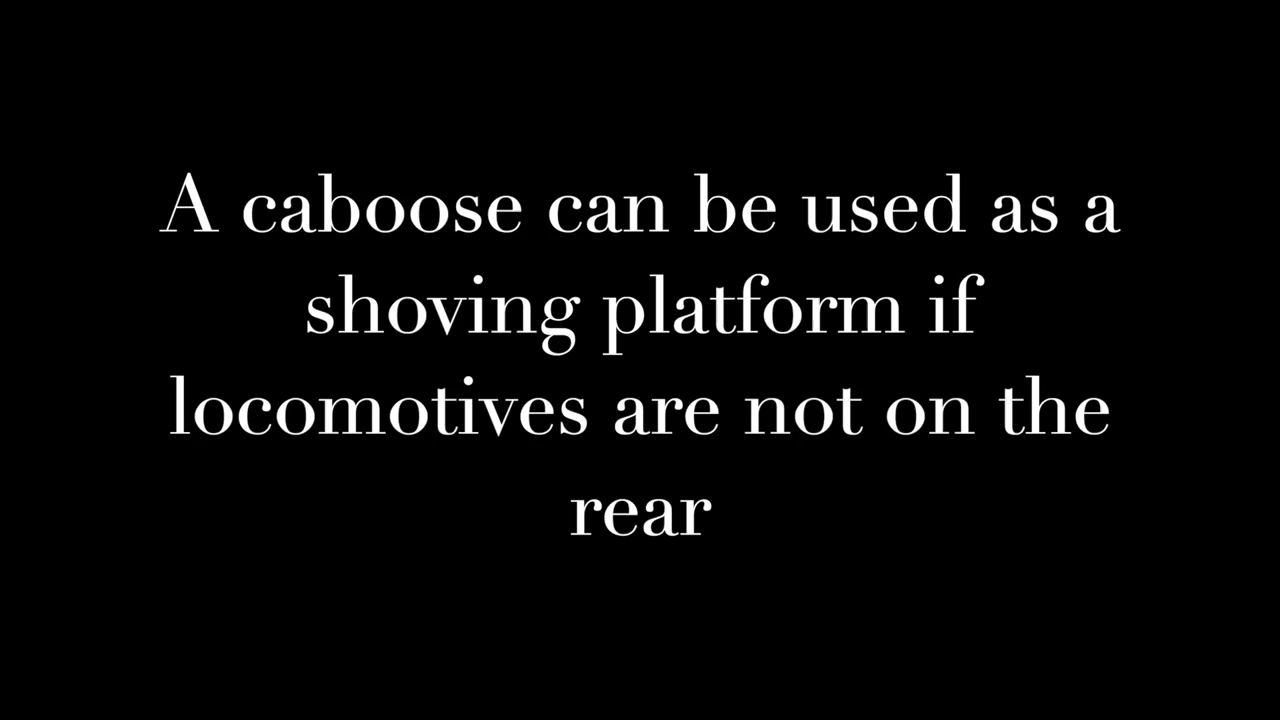 A caboose can be used as a
shoving platform if
locomotives are not on the
rear